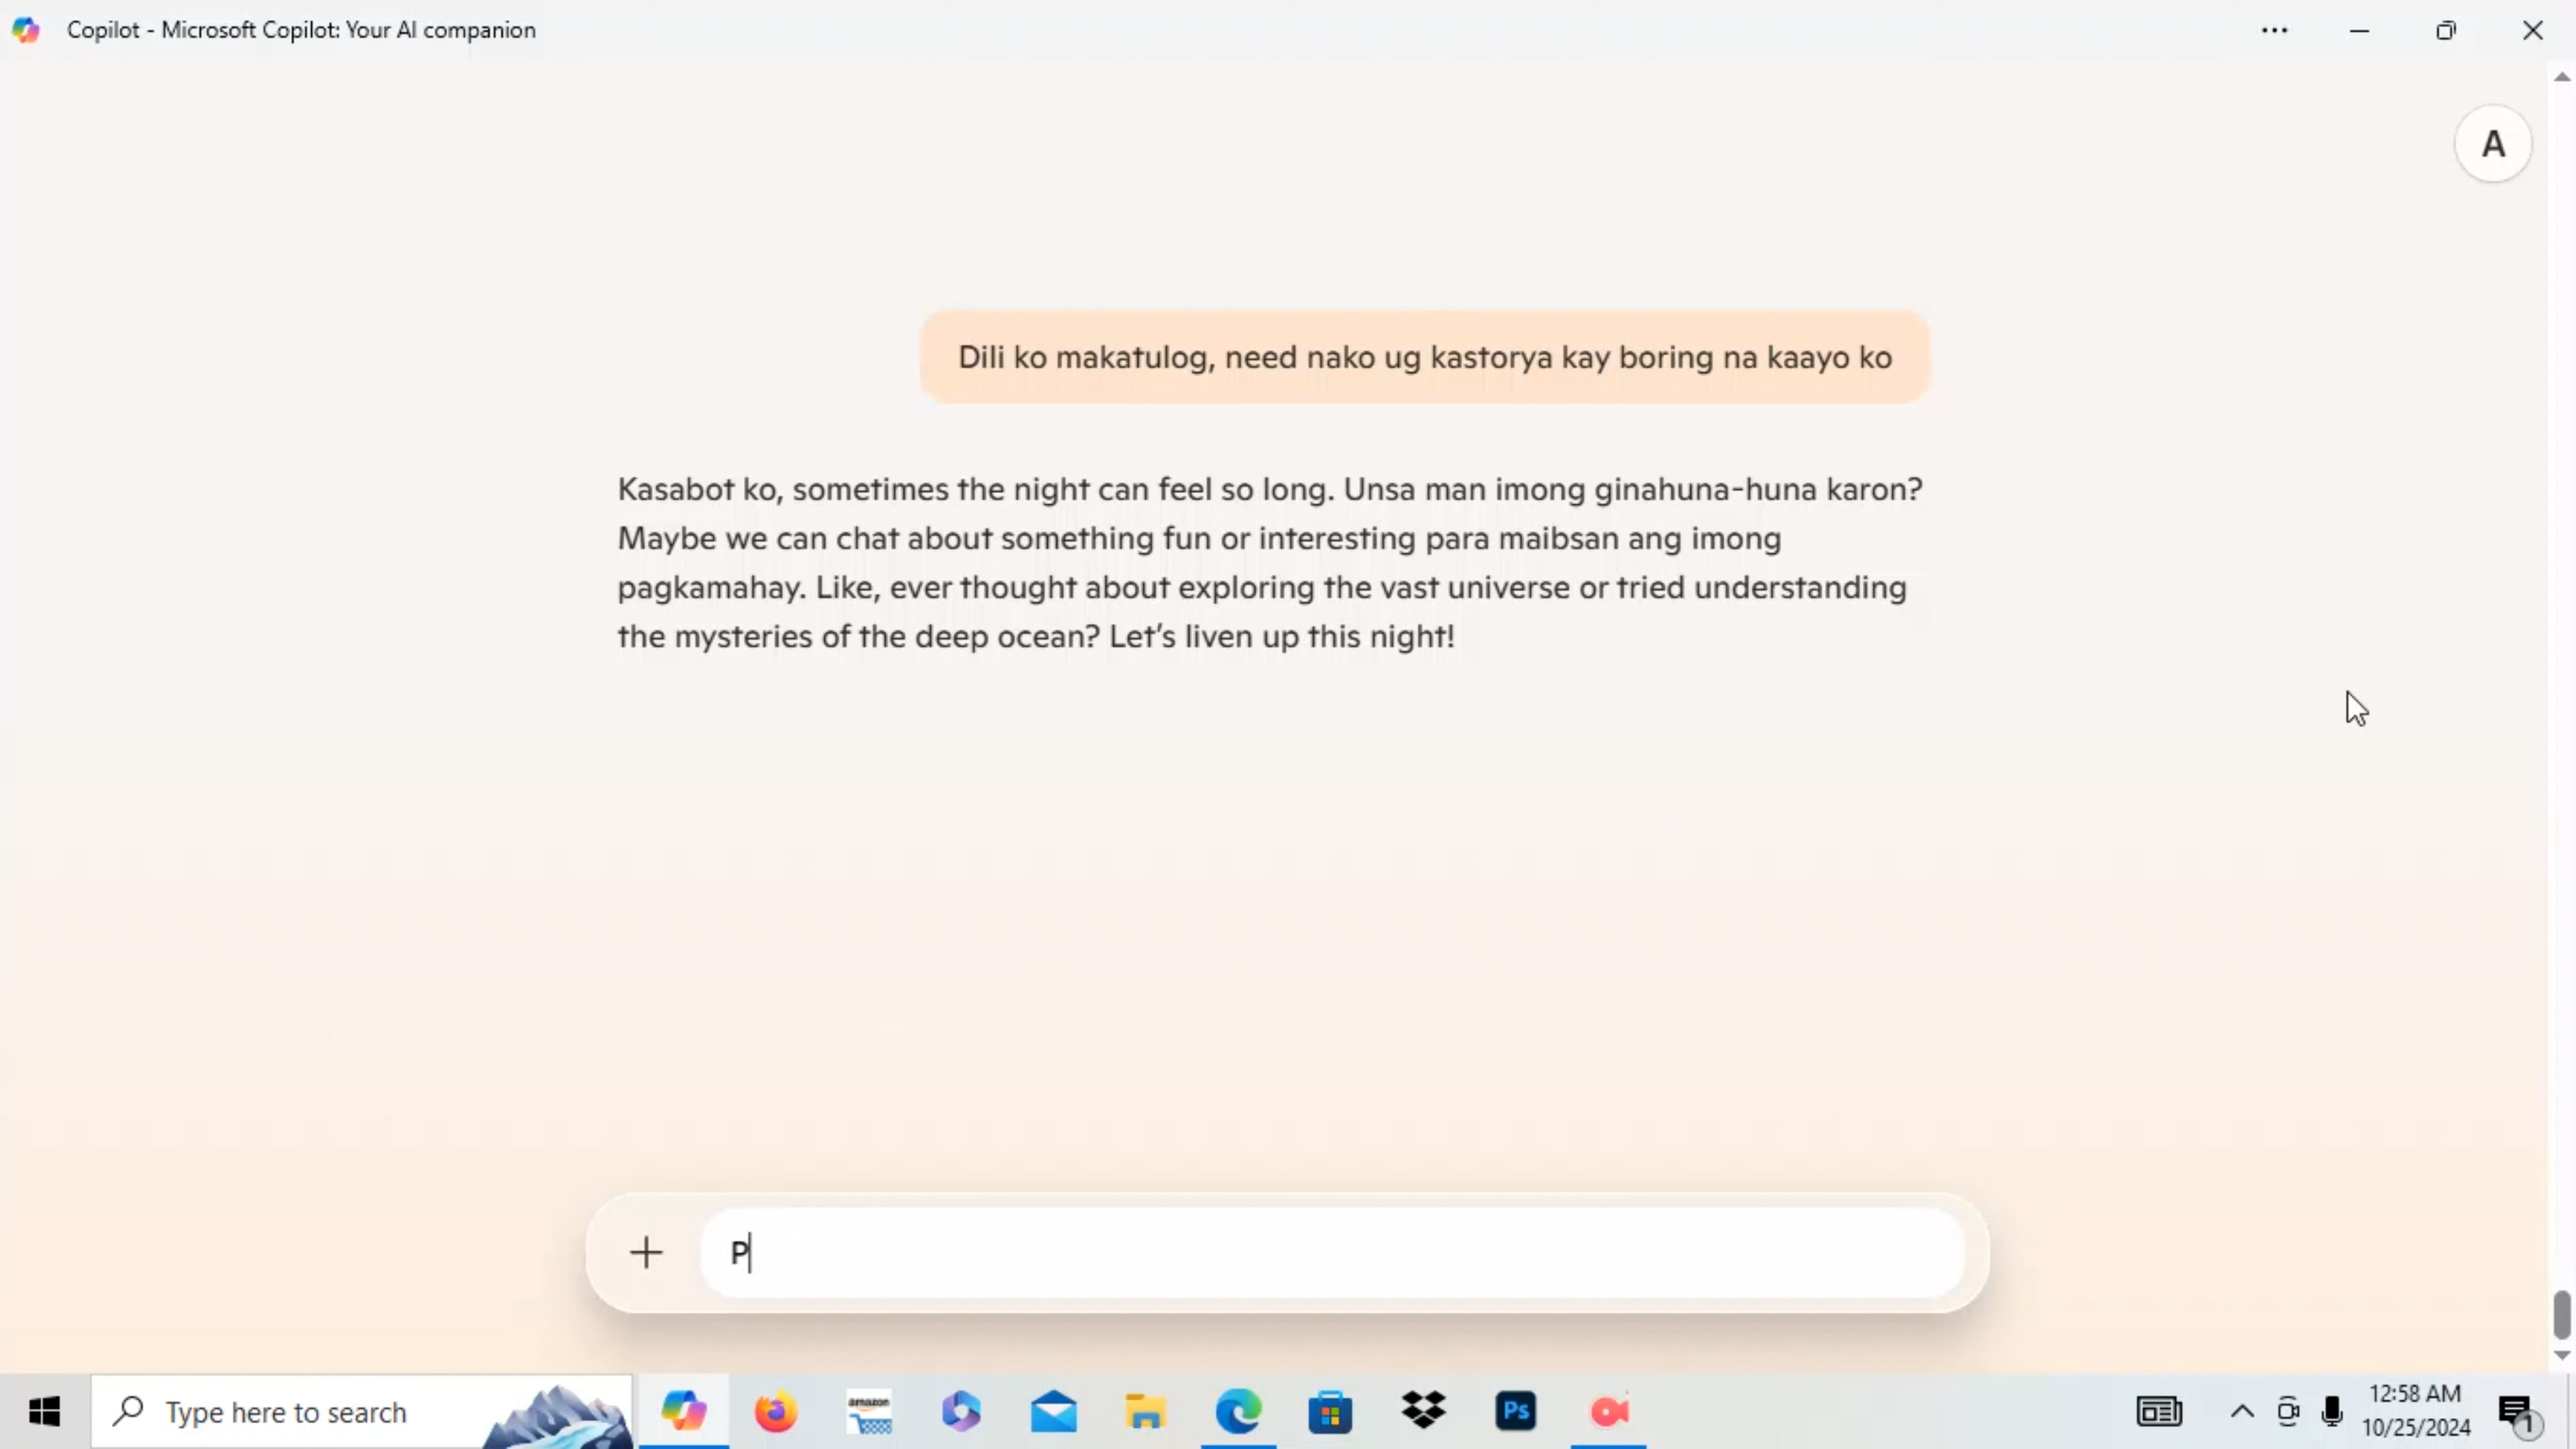 Copilot - Microsoft Copilot: Your AI companion
A
Dili ko makatulog, need nako ug kastorya kay boring na kaayo ko
Kasabot ko, sometimes the night can feel so long. Unsa man imong ginahuna-huna karon?
Maybe we can chat about something fun or interesting para maibsan ang imong
pagkamahay. Like, ever thought about exploring the vast universe or tried understanding
the mysteries of the deep ocean? Let's liven up this night!
P
Type here to search
amazon
Ps
12:58 AM
10/25/2024
1